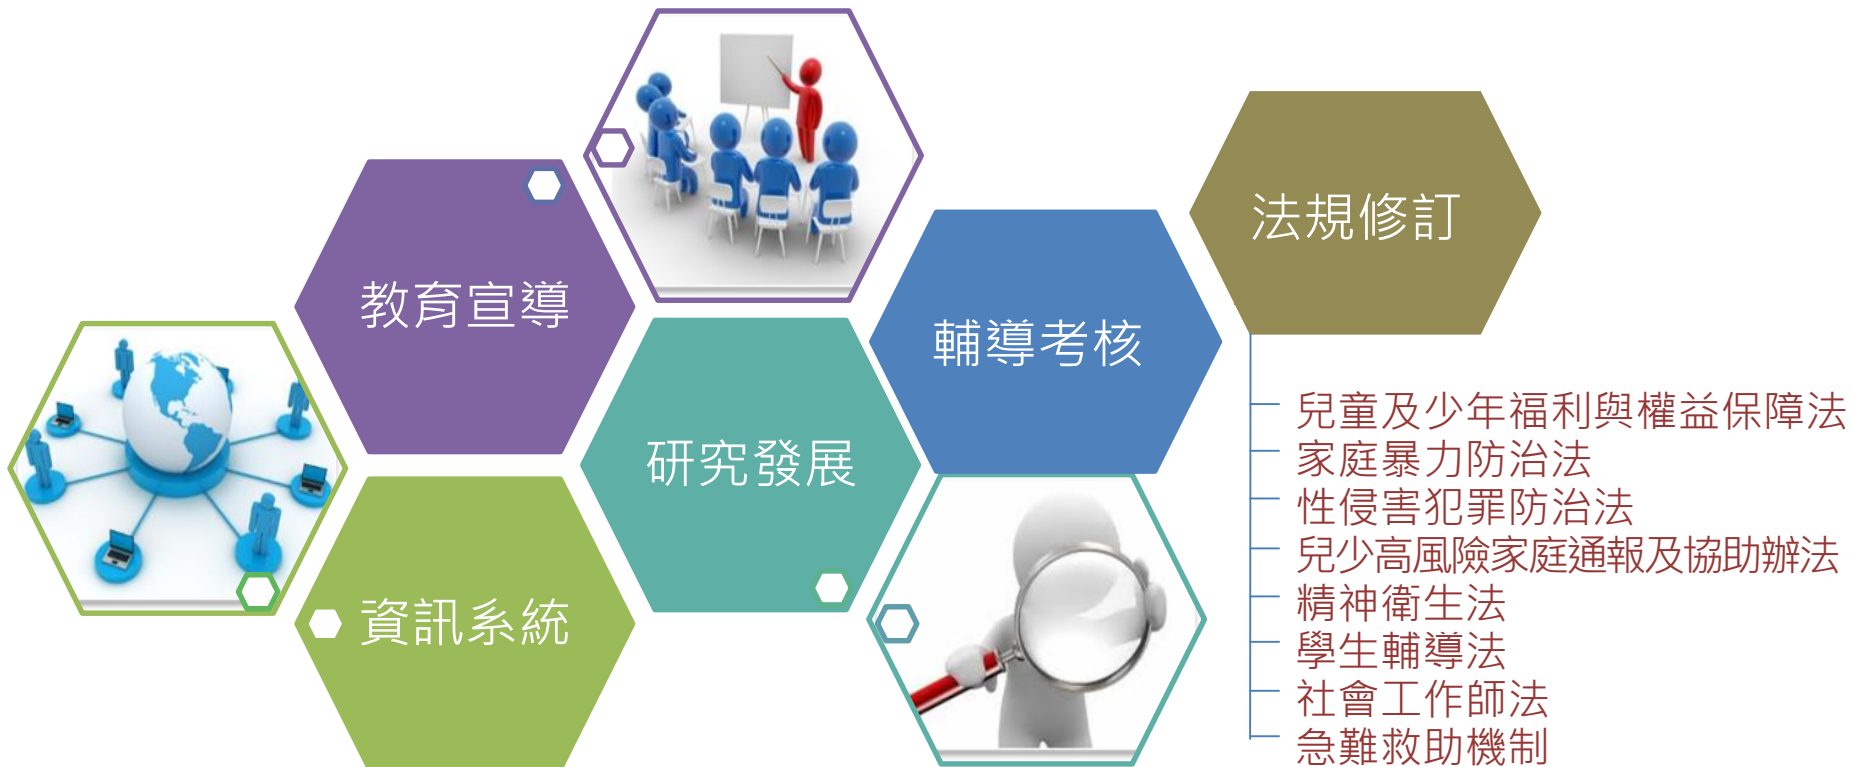 教育宣導
資訊系統
研究發展
輔導考核
法規修訂
兒童及少年福利與權益保障法
家庭暴力防治法
性侵害犯罪防治法
兒少高風險家庭通報及協助辦法
精神衛生法
學生輔導法
社會工作師法
急難救助機制